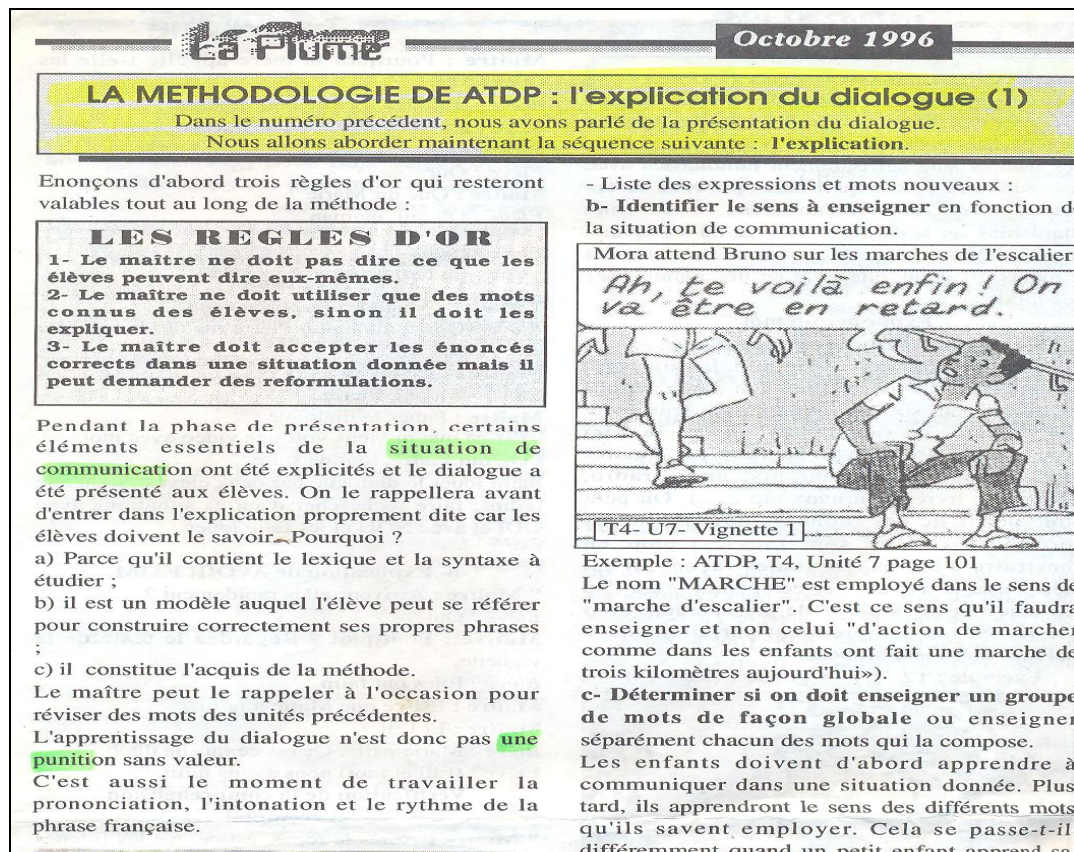 La Plume
Octobre 1996
LA METHODOLOGIE DE ATDP : l'explication du dialogue (1)
Dans le numéro précédent, nous avons parlé de la présentation du dialogue.
Nous allons aborder maintenant la séquence suivante : l'explication.
Enonçons d'abord trois règles d'or qui resteront
valables tout au long de la méthode :
LES REGLES D'OR
1- Le maître ne doit pas dire ce que les
élèves peuvent dire eux-mêmes.
2- Le maître ne doit utiliser que des mots
connus des élèves, sinon il doit les
expliquer.
3- Le maître doit accepter les énoncés
corrects dans une situation donnée mais il
peut demander des reformulations.
Pendant la phase de présentation, certains
éléments essentiels de la situation de
communication ont été explicités et le dialogue a
été présenté aux élèves. On le rappellera avant
d'entrer dans l'explication proprement dite car les
élèves doivent le savoir. Pourquoi ?
a) Parce qu'il contient le lexique et la syntaxe à
étudier ;
b) il est un modèle auquel l'élève peut se référer
pour construire correctement ses propres phrases
;
c) il constitue l'acquis de la méthode.
Le maître peut le rappeler à l'occasion pour
réviser des mots des unités précédentes.
L'apprentissage du dialogue n'est donc pas une
punition sans valeur.
C'est aussi le moment de travailler la
prononciation, l'intonation et le rythme de la
phrase française.
- Liste des expressions et mots nouveaux :
b- Identifier le sens à enseigner en fonction d
la situation de communication.
Mora attend Bruno sur les marches de l'escalier
Ah, te voilà enfin ! On
va être en retard.
T4- U7- Vignette 1
Exemple : ATDP, T4, Unité 7 page 101
Le nom "MARCHE" est employé dans le sens de
"marche d'escalier". C'est ce sens qu'il faudra
enseigner et non celui "d'action de marcher
comme dans les enfants ont fait une marche de
trois kilomètres aujourd'hui»).
c- Déterminer si on doit enseigner un groupe
de mots de façon globale ou enseigner
séparément chacun des mots qui la compose.
Les enfants doivent d'abord apprendre à
communiquer dans une situation donnée. Plus
tard, ils apprendront le sens des différents mots
qu'ils savent employer. Cela se passe-t-il
différemment quand un petit enfant apprend sa